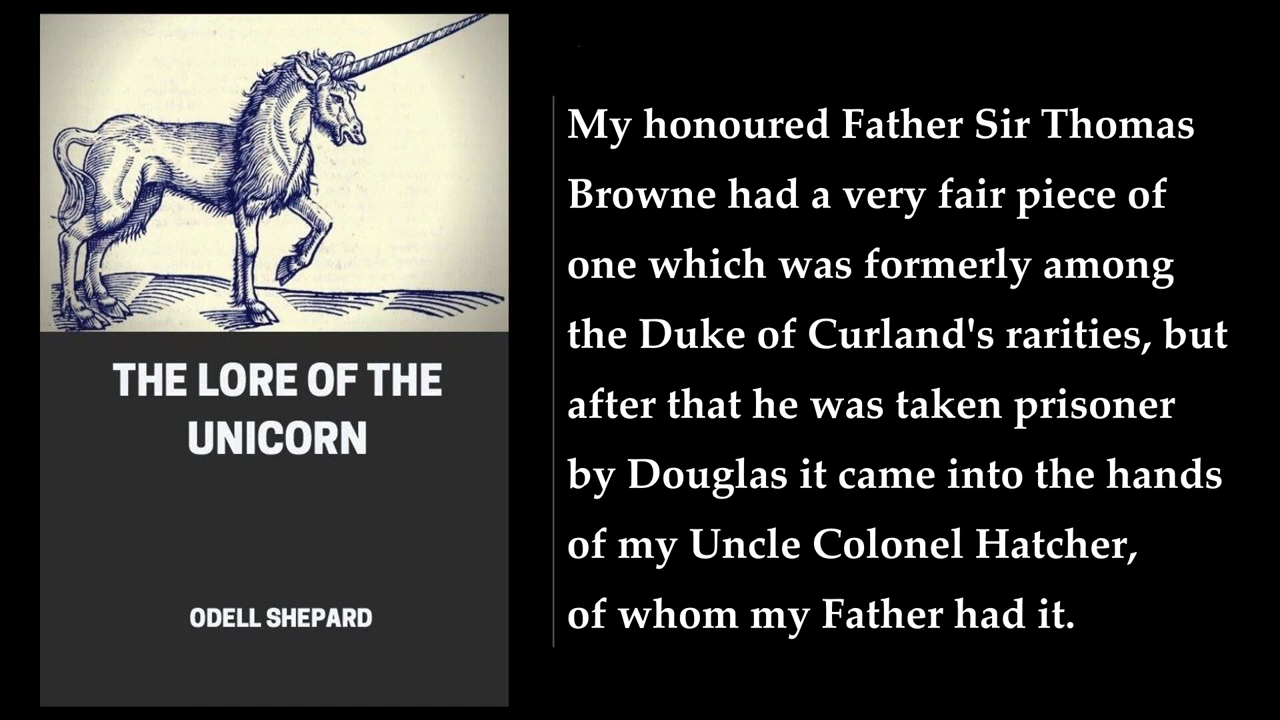 THE LORE OF THE
UNICORN
ODELL SHEPARD
My honoured Father Sir Thomas
Browne had a very fair piece of
one which was formerly among
the Duke of Curland's rarities, but
after that he was taken prisoner
by Douglas it came into the hands
of my Uncle Colonel Hatcher,
of whom my Father had it.